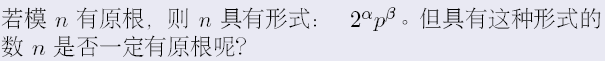 若模 n 有原根，则 n 具有形式： 2^α p^β。但具有这种形式的
数 n 是否一定有原根呢?